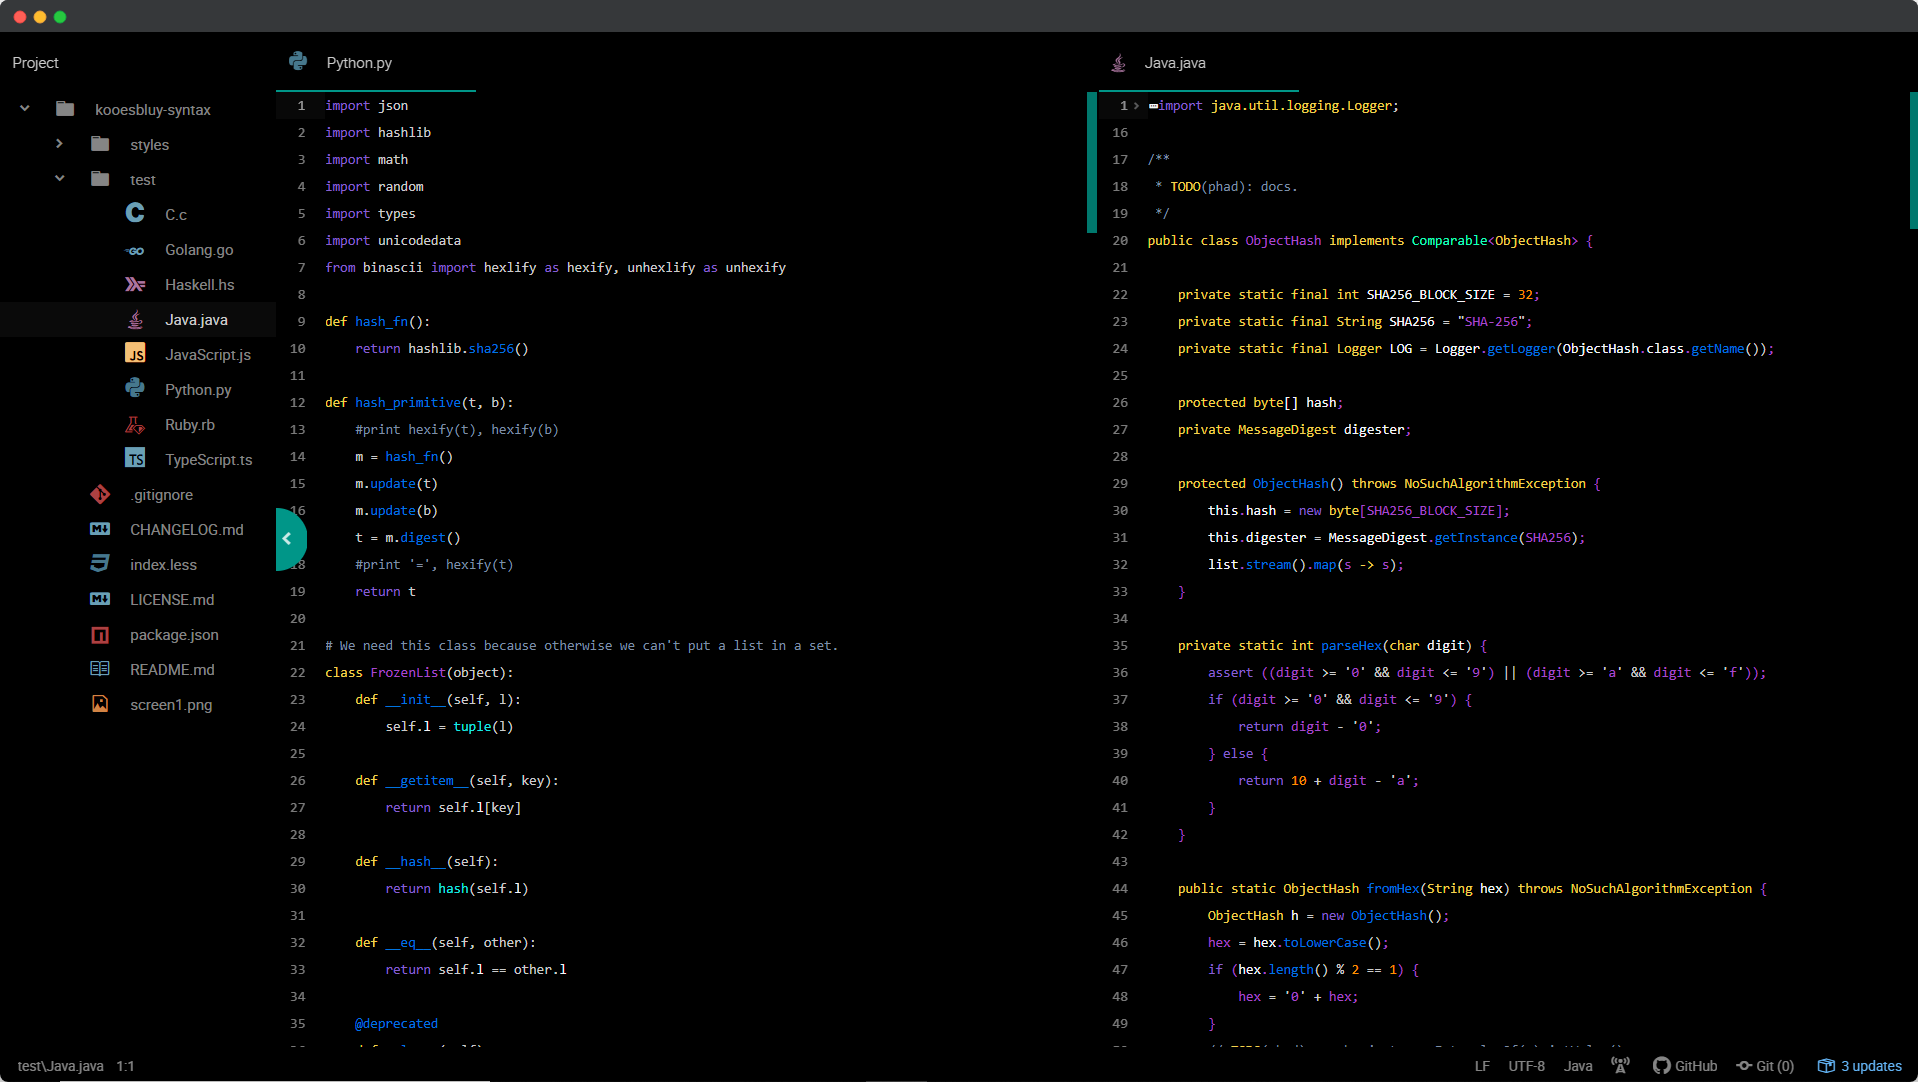 Project
kooesbluy-syntax
styles
test
C.c
Golang.go
Haskell.hs
Java.java
JavaScript.js
Python.py
Ruby.rb
TypeScript.ts
.gitignore
CHANGELOG.md
index.less
LICENSE.md
package.json
README.md
screen1.png
Python.py
1 import json
2 import hashlib
3 import math
4 import random
5 import types
6 import unicodedata
7 from binascii import hexlify as hexify, unhexlify as unhexify
8
9 def hash_fn():
10 return hashlib.sha256()
11
12 def hash_primitive(t, b):
13 #print hexify(t), hexify(b)
14 m = hash_fn()
15 m.update(t)
16 m.update(b)
t = m.digest()
18 #print '=', hexify(t)
19 return t
20
21 # We need this class because otherwise we can't put a list in a set.
22 class FrozenList(object):
23 def __init__(self, l):
24 self.l = tuple(l)
25
26 def __getitem__(self, key):
27 return self.l[key]
28
29 def __hash__(self):
30 return hash(self.l)
31
32 def __eq__(self, other):
33 return self.l == other.l
34
35 @deprecated
Java.java
1 import java.util.logging.Logger;
16
17 /**
18 * TODO(phad): docs.
19 */
20 public class ObjectHash implements Comparable<ObjectHash> {
21
22 private static final int SHA256_BLOCK_SIZE = 32;
23 private static final String SHA256 = "SHA-256";
24 private static final Logger LOG = Logger.getLogger(ObjectHash.class.getName());
25
26 protected byte[] hash;
27 private MessageDigest digester;
28
29 protected ObjectHash() throws NoSuchAlgorithmException {
30 this.hash = new byte[SHA256_BLOCK_SIZE];
31 this.digester = MessageDigest.getInstance(SHA256);
32 list.stream().map(s -> s);
33 }
34
35 private static int parseHex(char digit) {
36 assert ((digit >= '0' && digit <= '9') || (digit >= 'a' && digit <= 'f'));
37 if (digit >= '0' && digit <= '9') {
38 return digit - '0';
39 } else {
40 return 10 + digit - 'a';
41 }
42 }
43
44 public static ObjectHash fromHex(String hex) throws NoSuchAlgorithmException {
45 ObjectHash h = new ObjectHash();
46 hex = hex.toLowerCase();
47 if (hex.length() % 2 == 1) {
48 hex = '0' + hex;
49 }
test\Java.java 1:1
LF UTF-8 Java GitHub Git (0) 3 updates